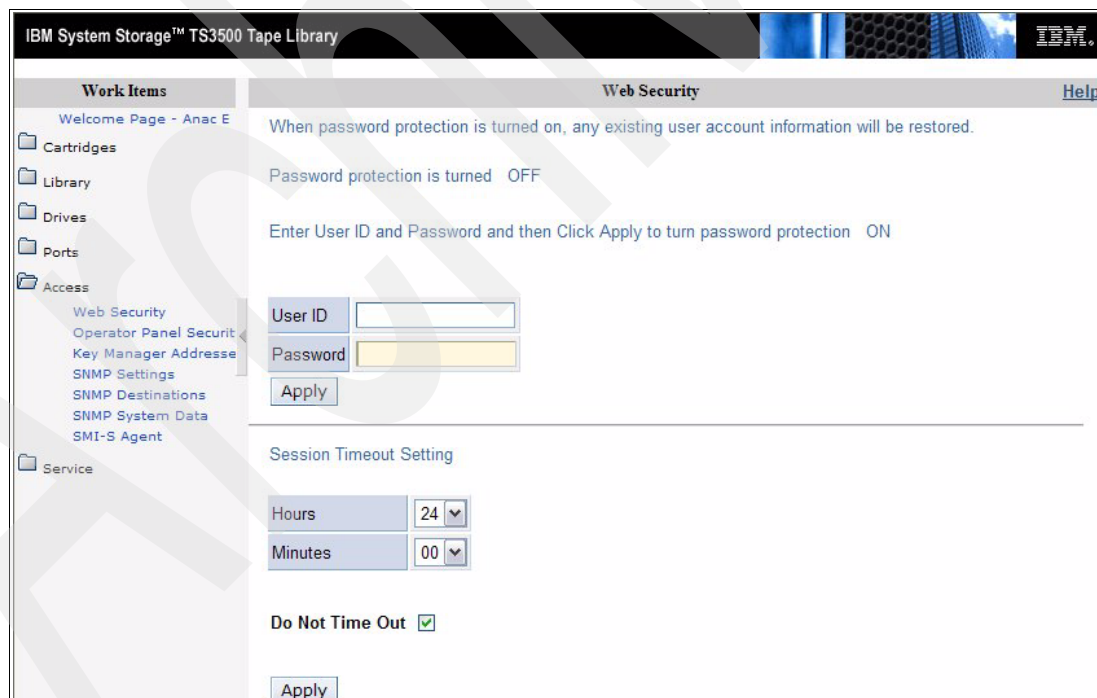 IBM System Storage™ TS3500 Tape Library
IBM.
Work Items
Web Security
Help
Welcome Page - Anac E
Cartridges
Library
Drives
Ports
Access
Web Security
Operator Panel Securit
Key Manager Addresse
SNMP Settings
SNMP Destinations
SNMP System Data
SMI-S Agent
Service
When password protection is turned on, any existing user account information will be restored.
Password protection is turned OFF
Enter User ID and Password and then Click Apply to turn password protection ON
User ID
Password
Apply
Session Timeout Setting
Hours 24
Minutes 00
Do Not Time Out
Apply